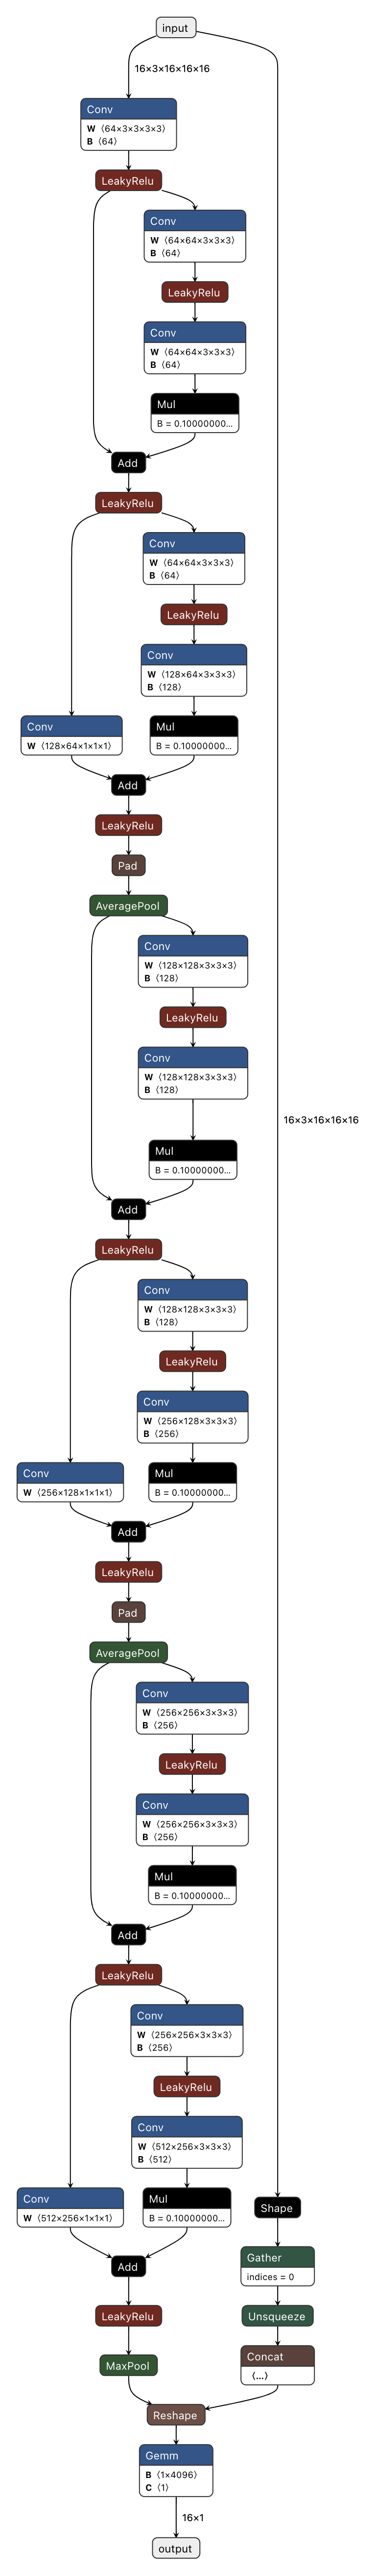 input
16×3×16×16×16
Conv
W ⟨64×3×3×3×3⟩
B ⟨64⟩
LeakyRelu
Conv
W ⟨64×64×3×3×3⟩
B ⟨64⟩
LeakyRelu
Conv
W ⟨64×64×3×3×3⟩
B ⟨64⟩
Mul
B = 0.10000000…
Add
LeakyRelu
Conv
W ⟨64×64×3×3×3⟩
B ⟨64⟩
LeakyRelu
Conv
W ⟨128×64×3×3×3⟩
B ⟨128⟩
Conv
W ⟨128×64×1×1×1⟩
Mul
B = 0.10000000…
Add
LeakyRelu
Pad
AveragePool
Conv
W ⟨128×128×3×3×3⟩
B ⟨128⟩
LeakyRelu
Conv
W ⟨128×128×3×3×3⟩
B ⟨128⟩
16×3×16×16×16
Mul
B = 0.10000000…
Add
LeakyRelu
Conv
W ⟨128×128×3×3×3⟩
B ⟨128⟩
LeakyRelu
Conv
W ⟨256×128×3×3×3⟩
B ⟨256⟩
Conv
W ⟨256×128×1×1×1⟩
Mul
B = 0.10000000…
Add
LeakyRelu
Pad
AveragePool
Conv
W ⟨256×256×3×3×3⟩
B ⟨256⟩
LeakyRelu
Conv
W ⟨256×256×3×3×3⟩
B ⟨256⟩
Mul
B = 0.10000000…
Add
LeakyRelu
Conv
W ⟨256×256×3×3×3⟩
B ⟨256⟩
LeakyRelu
Conv
W ⟨512×256×3×3×3⟩
B ⟨512⟩
Conv
W ⟨512×256×1×1×1⟩
Mul
B = 0.10000000…
Shape
Add
Gather
indices = 0
LeakyRelu
Unsqueeze
MaxPool
Concat
⟨…⟩
Reshape
Gemm
B ⟨1×4096⟩
C ⟨1⟩
16×1
output